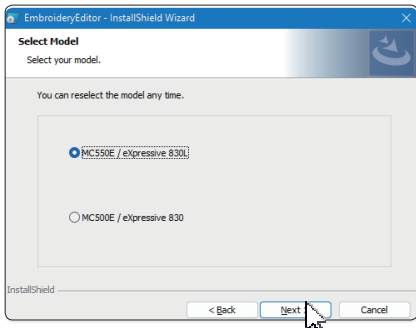 EmbroideryEditor - InstallShield Wizard
Select Model
Select your model.
You can reselect the model any time.
MC550E / eXpressive 830L
MC500E / eXpressive 830
InstallShield
< Back Next > Cancel